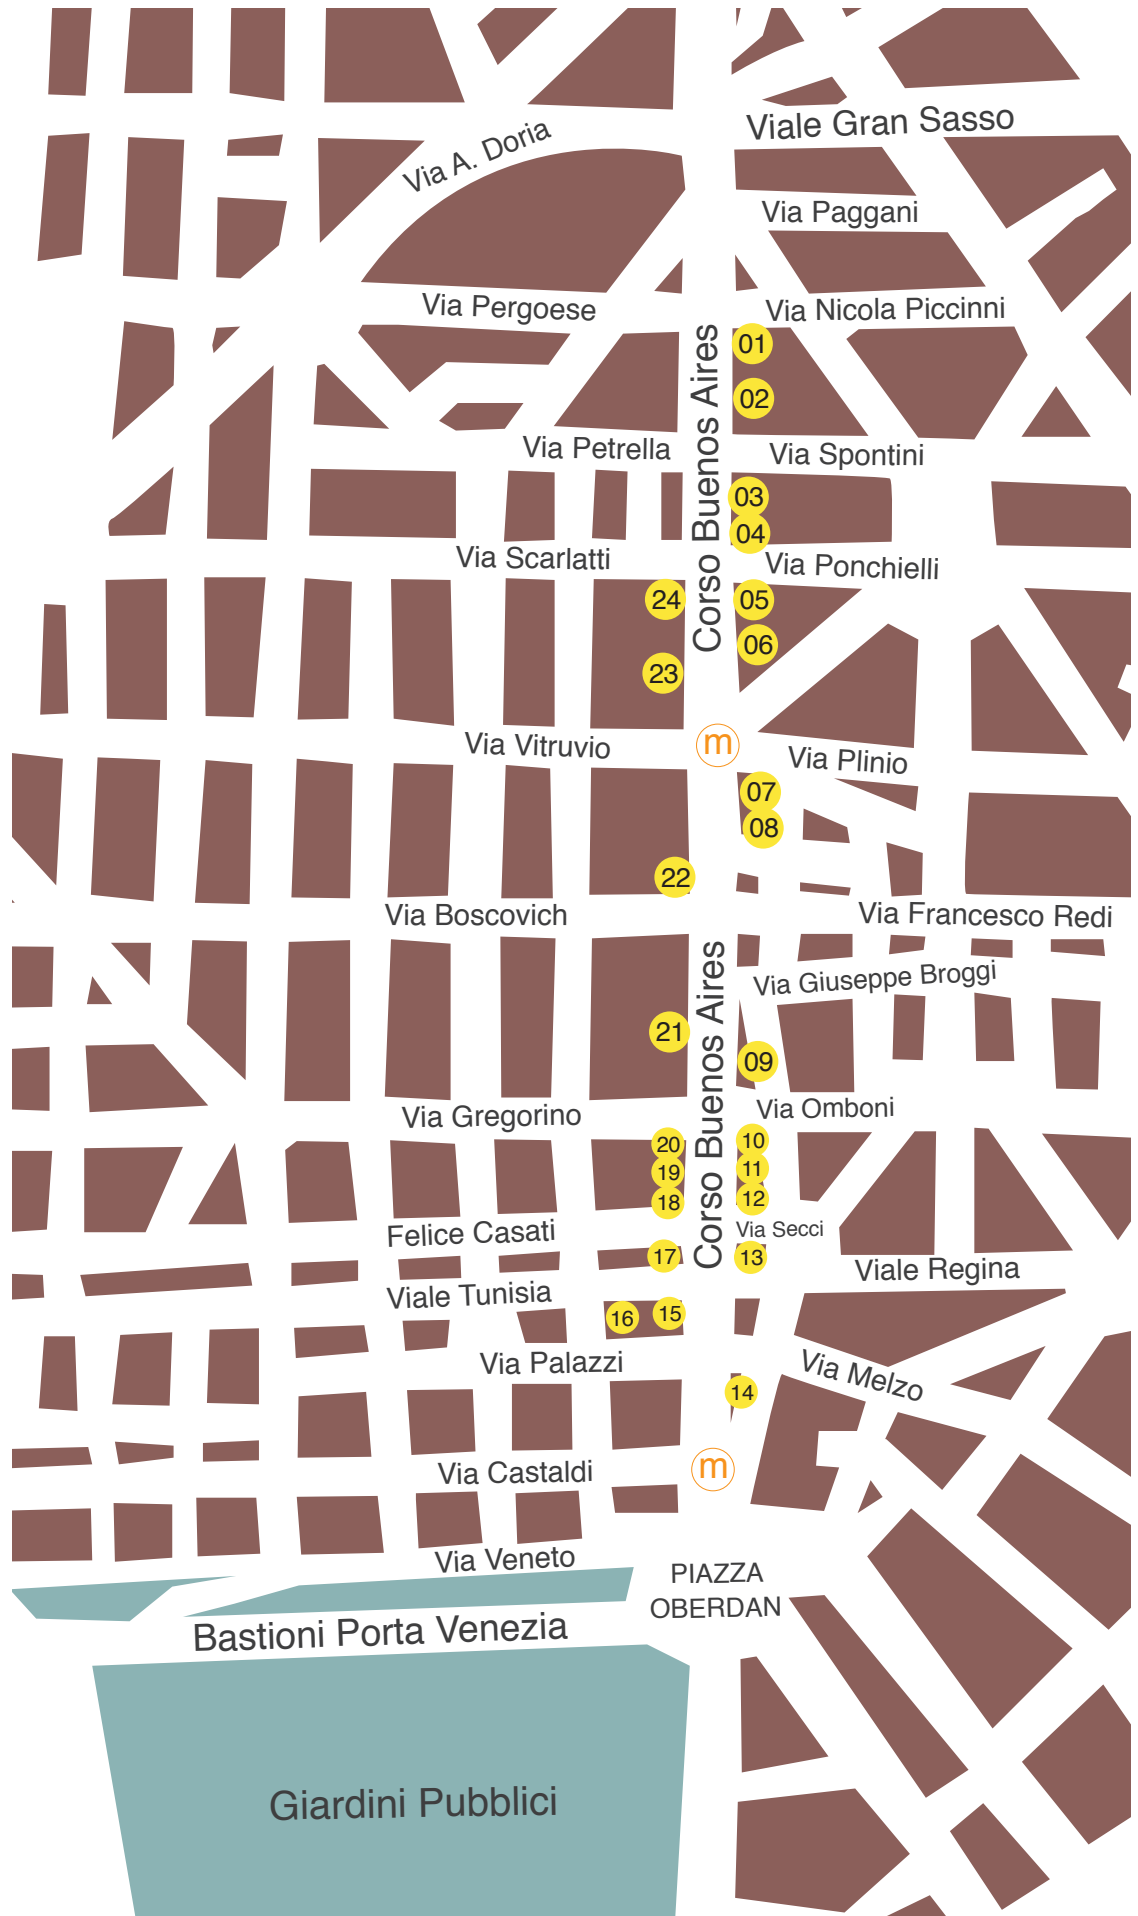 Viale Gran Sasso
Via A. Doria
Via Paggani
Via Pergoese
Via Nicola Piccinni
01
Corso Buenos Aires
02
Via Petrella
Via Spontini
03
04
Via Scarlatti
Via Ponchielli
24
05
06
23
m
Via Vitruvio
Via Plinio
07
08
22
Via Boscovich
Via Francesco Redi
Corso Buenos Aires
Via Giuseppe Broggi
21
09
Via Gregorino
Via Omboni
20
10
19
11
18
12
Felice Casati
Via Secci
17
13
Viale Tunisia
Viale Regina
16
15
Via Palazzi
Via Melzo
14
Via Castaldi
m
Via Veneto
PIAZZA
OBERDAN
Bastioni Porta Venezia
Giardini Pubblici